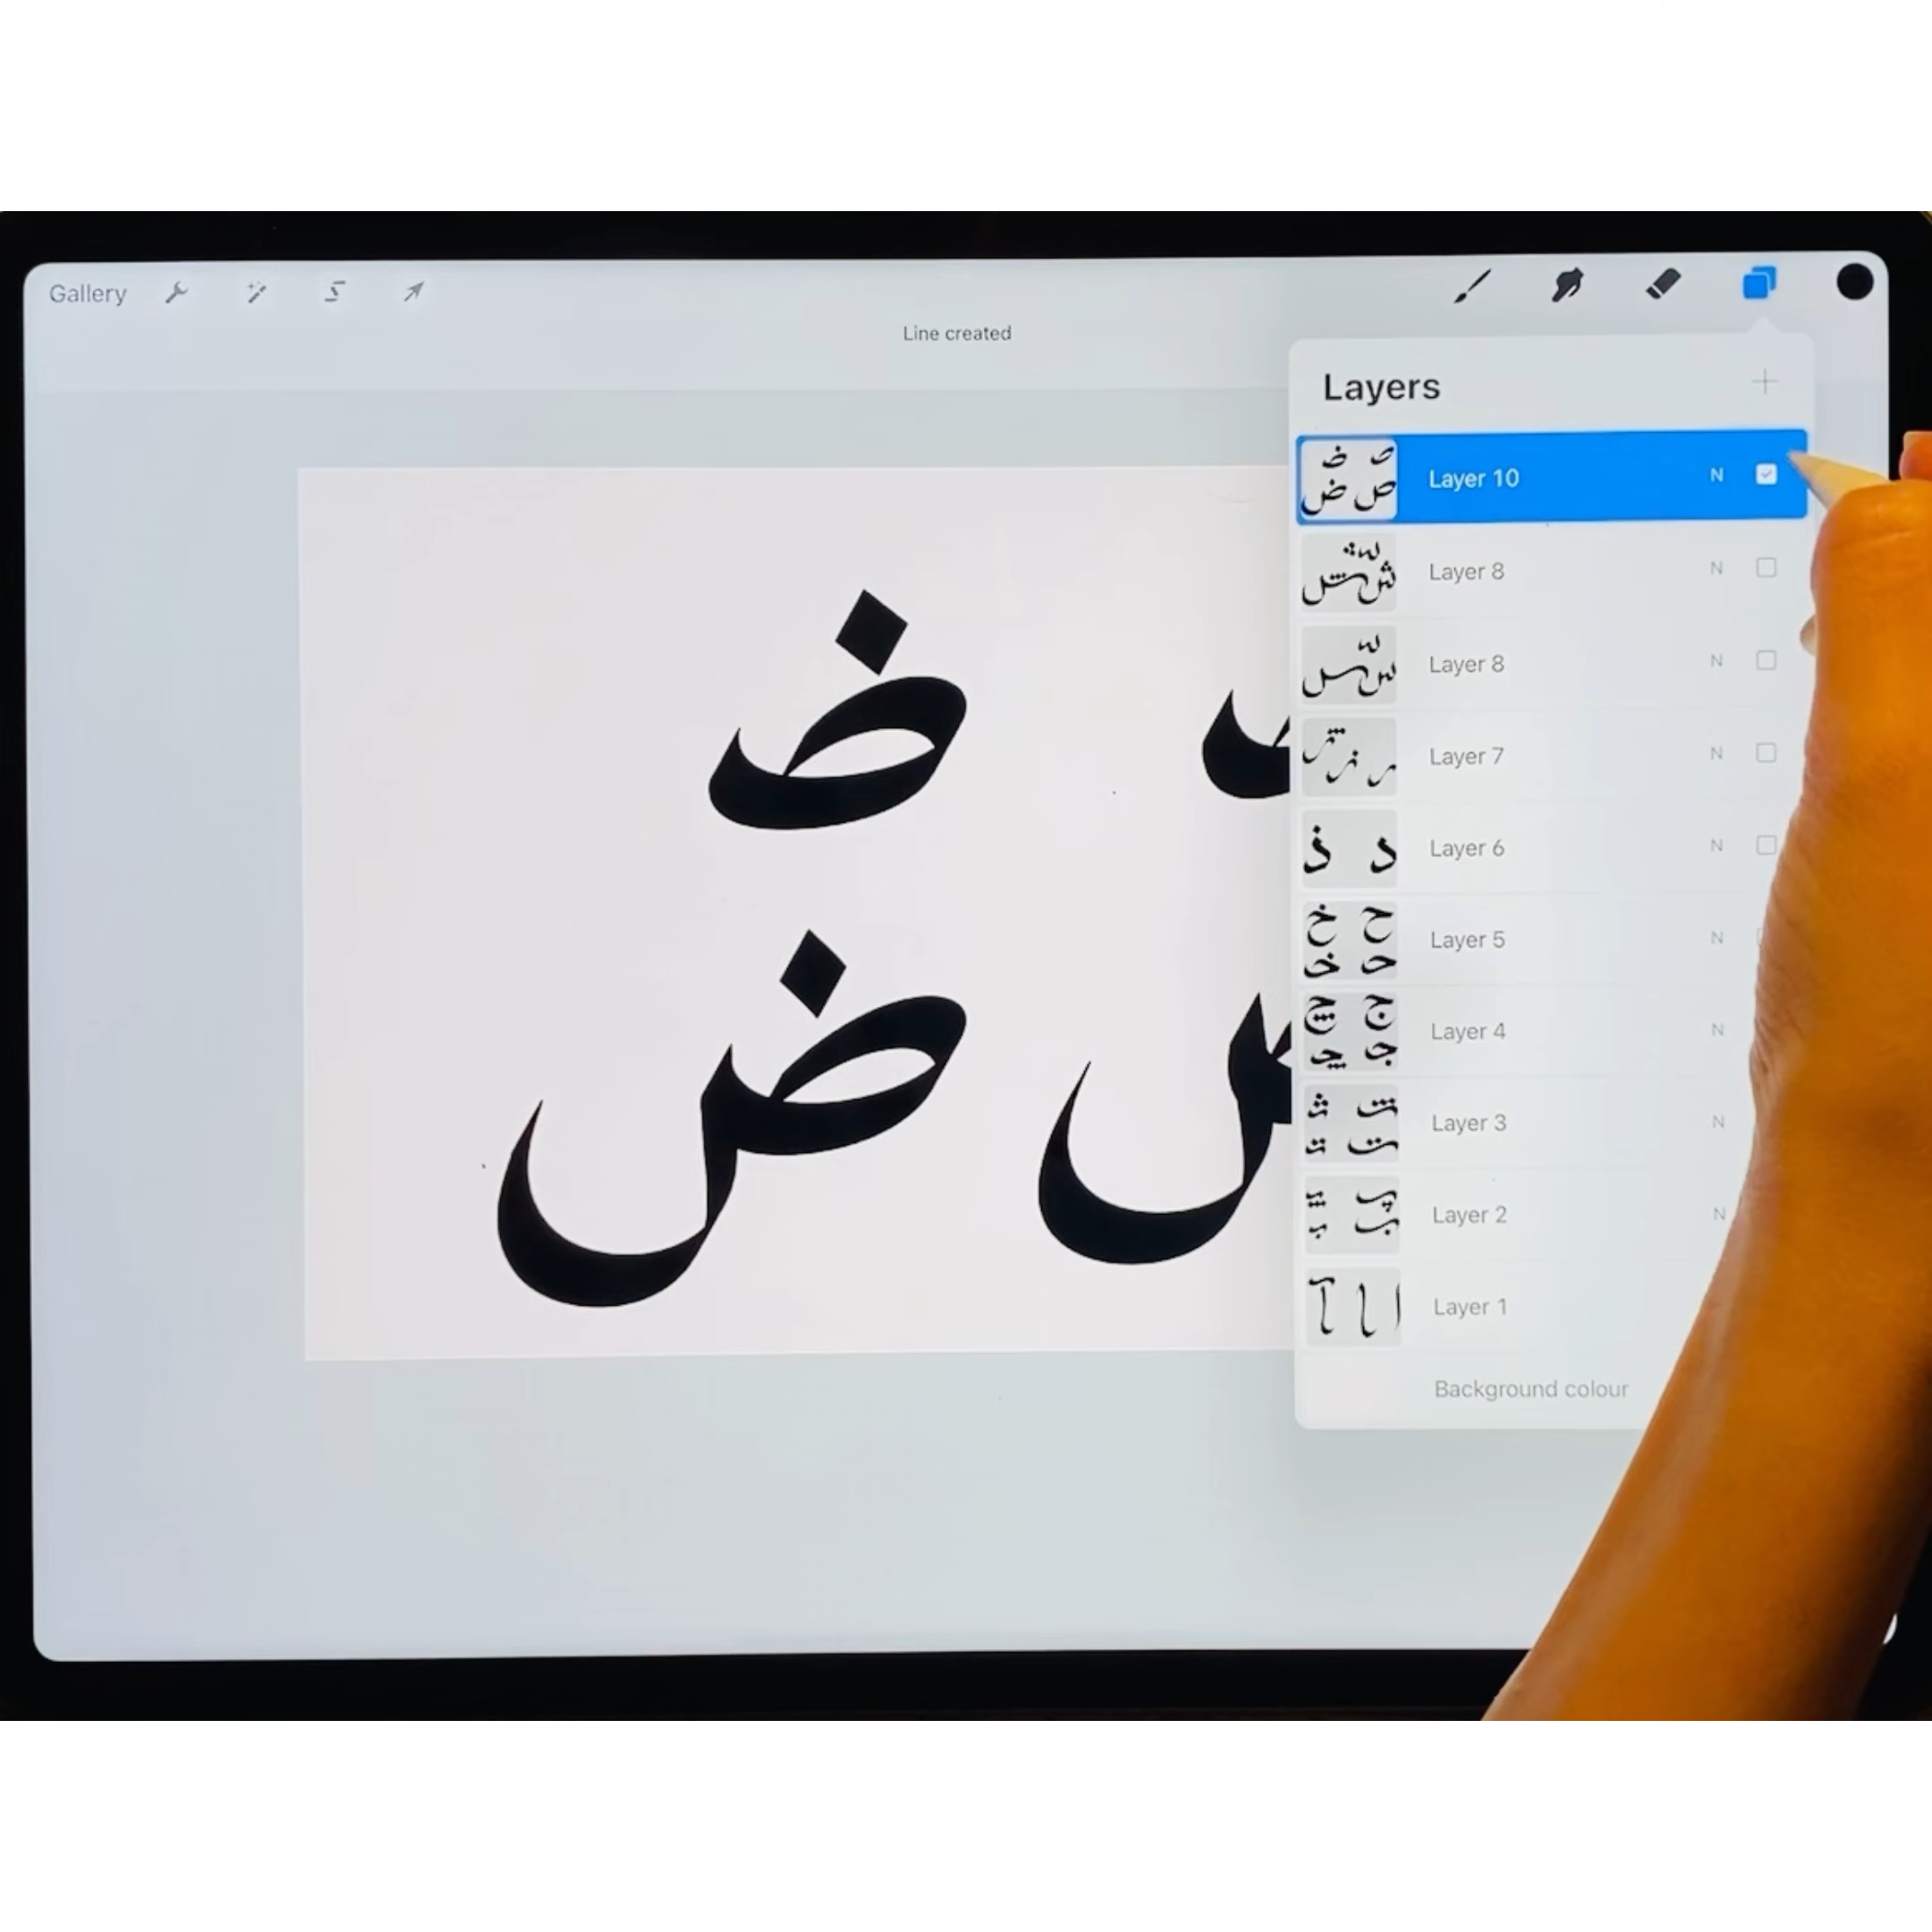 Gallery
Line created
Layers
Layer 10 N
Layer 8 N
Layer 8 N
Layer 7 N
Layer 6 N
Layer 5 N
Layer 4 N
Layer 3 N
Layer 2 N
Layer 1
Background colour
ض
ض